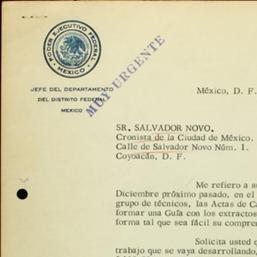 PODER EJECUTIVO FEDERAL
MEXICO
JEFE DEL DEPARTAMENTO
DEL DISTRITO FEDERAL
MEXICO
MUY URGENTE
México, D. F.
SR. SALVADOR NOVO.
Cronista de la Ciudad de México.
Calle de Salvador Novo Núm. 1.
Coyoacán, D. F.
Me refiero a s
Diciembre próximo pasado, en el
grupo de técnicos, las Actas de Ca
formar una Guía con los extractos
forma tal que sea fácil su compren
Solicita usted q
trabajo que se vaya desarrollando,